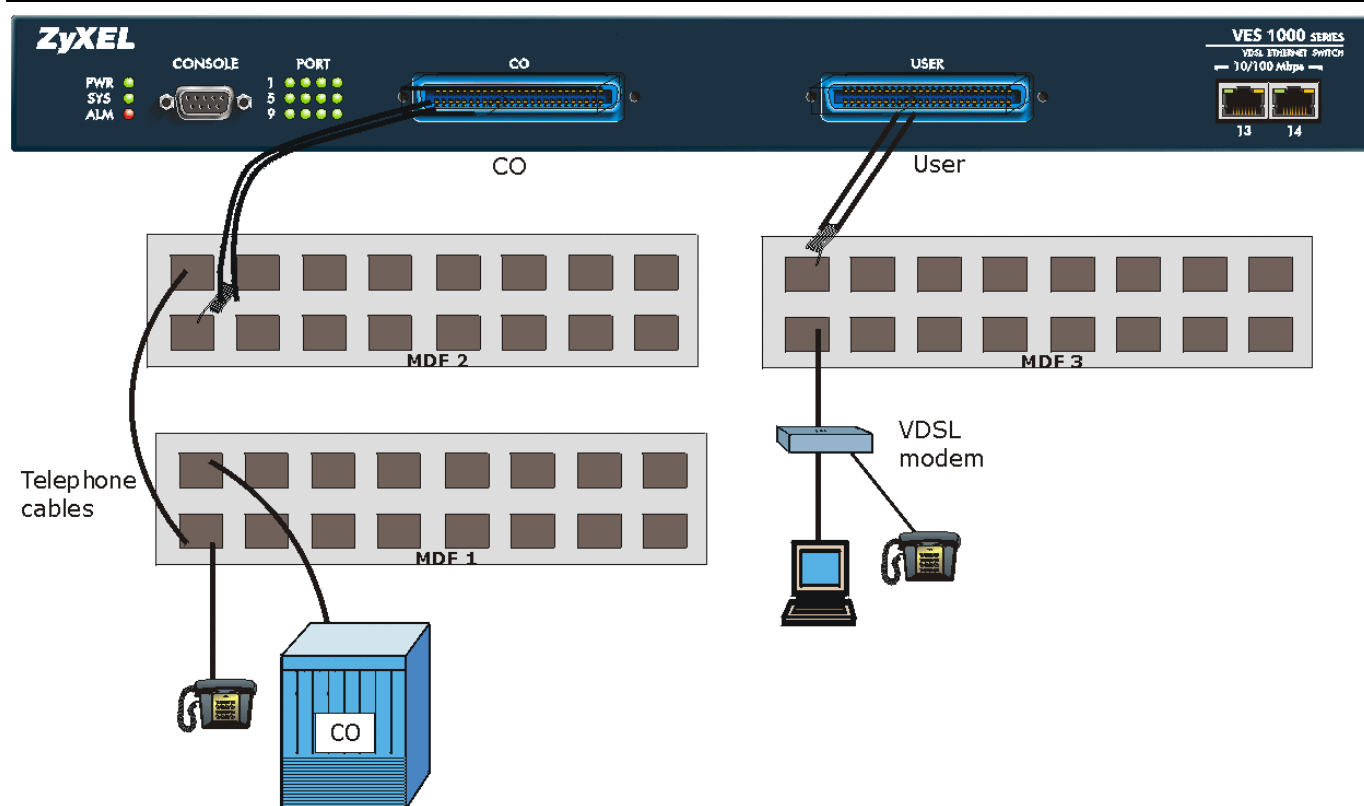 ZyXEL
VES 1000 SERIES
VDSL ETHERNET SWITCH
10/100 Mbps
CONSOLE
PORT
CO
USER
PWR
SYS
ALM
1
5
9
13
14
CO
User
MDF 2
MDF 3
VDSL
modem
Telephone
cables
MDF 1
CO